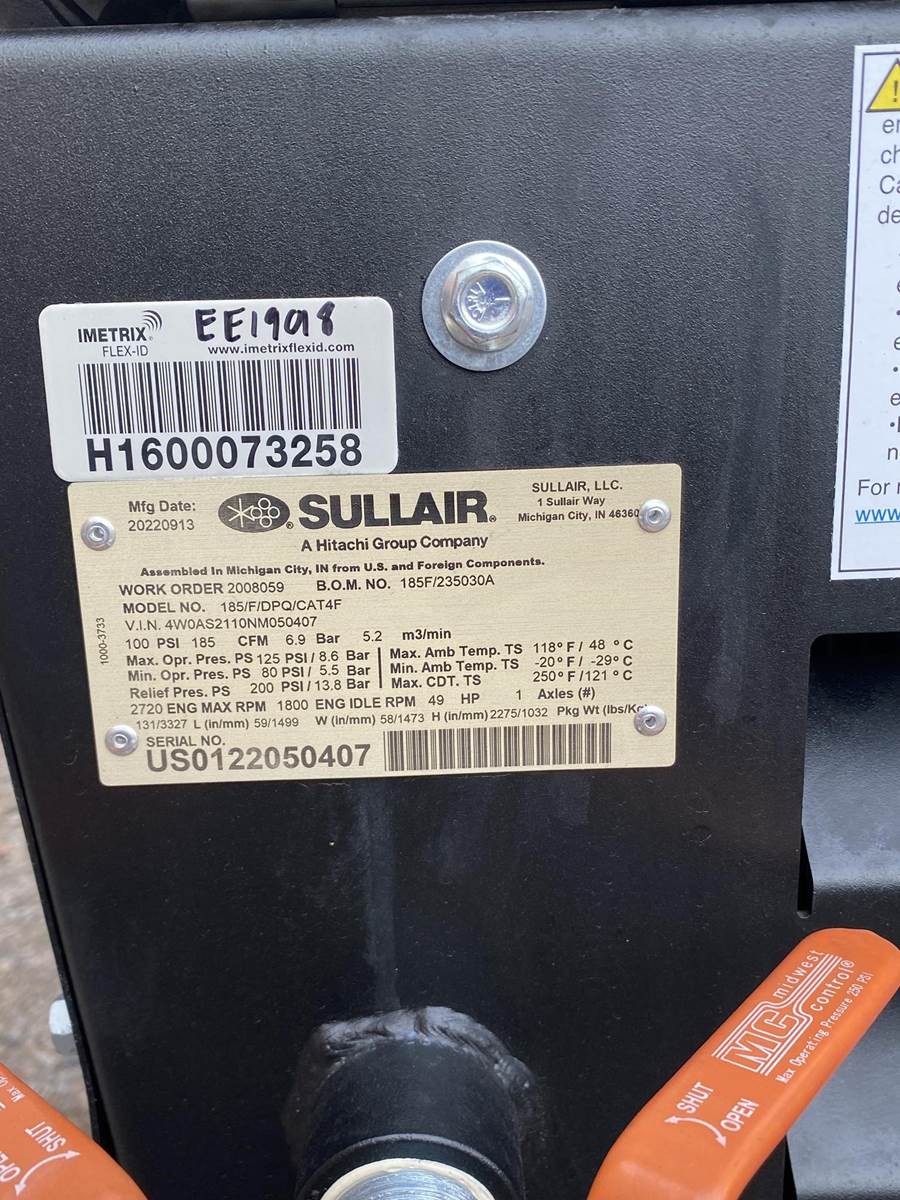 IMETRIX®
FLEX-ID
EE19018
www.imetrixflexid.com
H1600073258
Mfg Date:
20220913
SULLAIR®
A Hitachi Group Company
SULLAIR, LLC.
1 Sullair Way
Michigan City, IN 46360
Assembled In Michigan City, IN from U.S. and Foreign Components.
WORK ORDER 2008059 B.O.M. NO. 185F/235030A
MODEL NO. 185/F/DPQ/CAT4F
V.I.N. 4W0AS2110NM050407
100 PSI 185 CFM 6.9 Bar 5.2 m3/min
Max. Opr. Pres. PS 125 PSI / 8.6 Bar
Min. Opr. Pres. PS 80 PSI / 5.5 Bar
Relief Pres. PS 200 PSI / 13.8 Bar
Max. Amb Temp. TS 118° F / 48 ° C
Min. Amb Temp. TS -20° F / -29° C
Max. CDT. TS 250° F /121 ° C
2720 ENG MAX RPM 1800 ENG IDLE RPM 49 HP 1 Axles (#)
131/3327 L (in/mm) 59/1499 W (in/mm) 58/1473 H (in/mm) 2275/1032 Pkg Wt (lbs/Kg)
SERIAL NO.
US0122050407
1000-3733
For
www
MC midwest
control®
Max Operating Pressure 250 PSI
SHUT
OPEN
SHUT